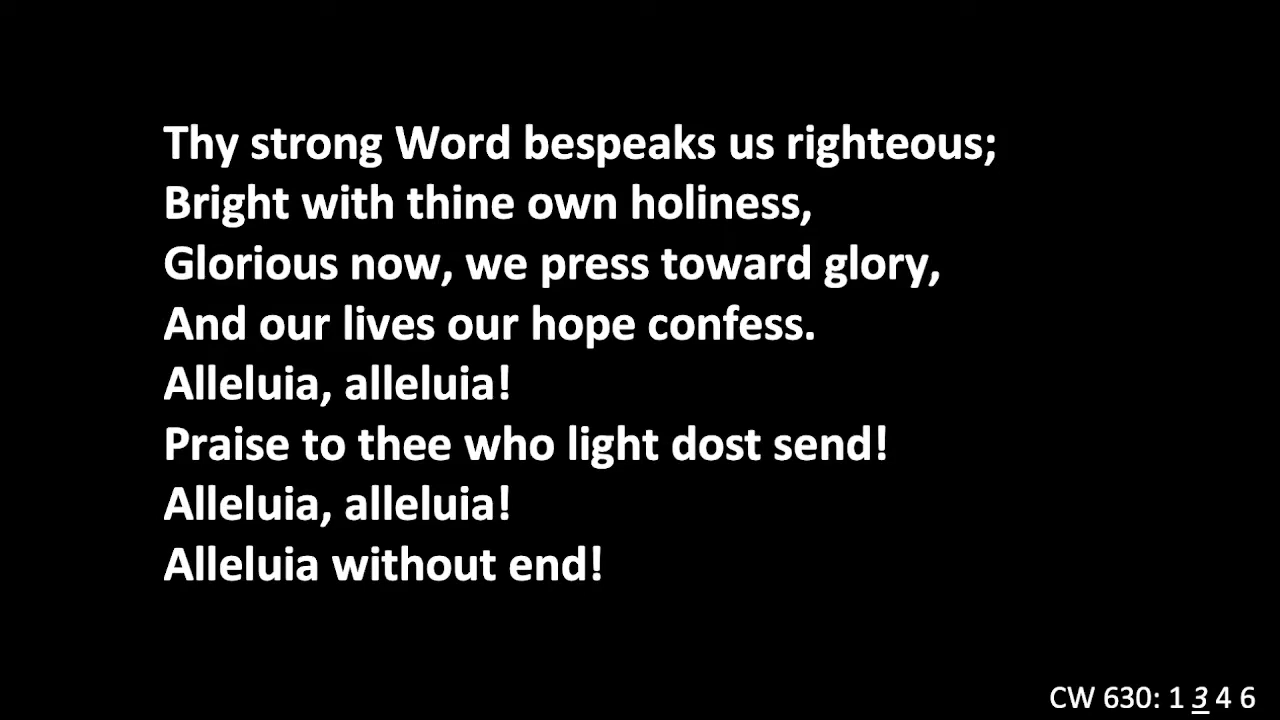 Thy strong Word bespeaks us righteous;
Bright with thine own holiness,
Glorious now, we press toward glory,
And our lives our hope confess.
Alleluia, alleluia!
Praise to thee who light dost send!
Alleluia, alleluia!
Alleluia without end!
CW 630: 1 3 4 6